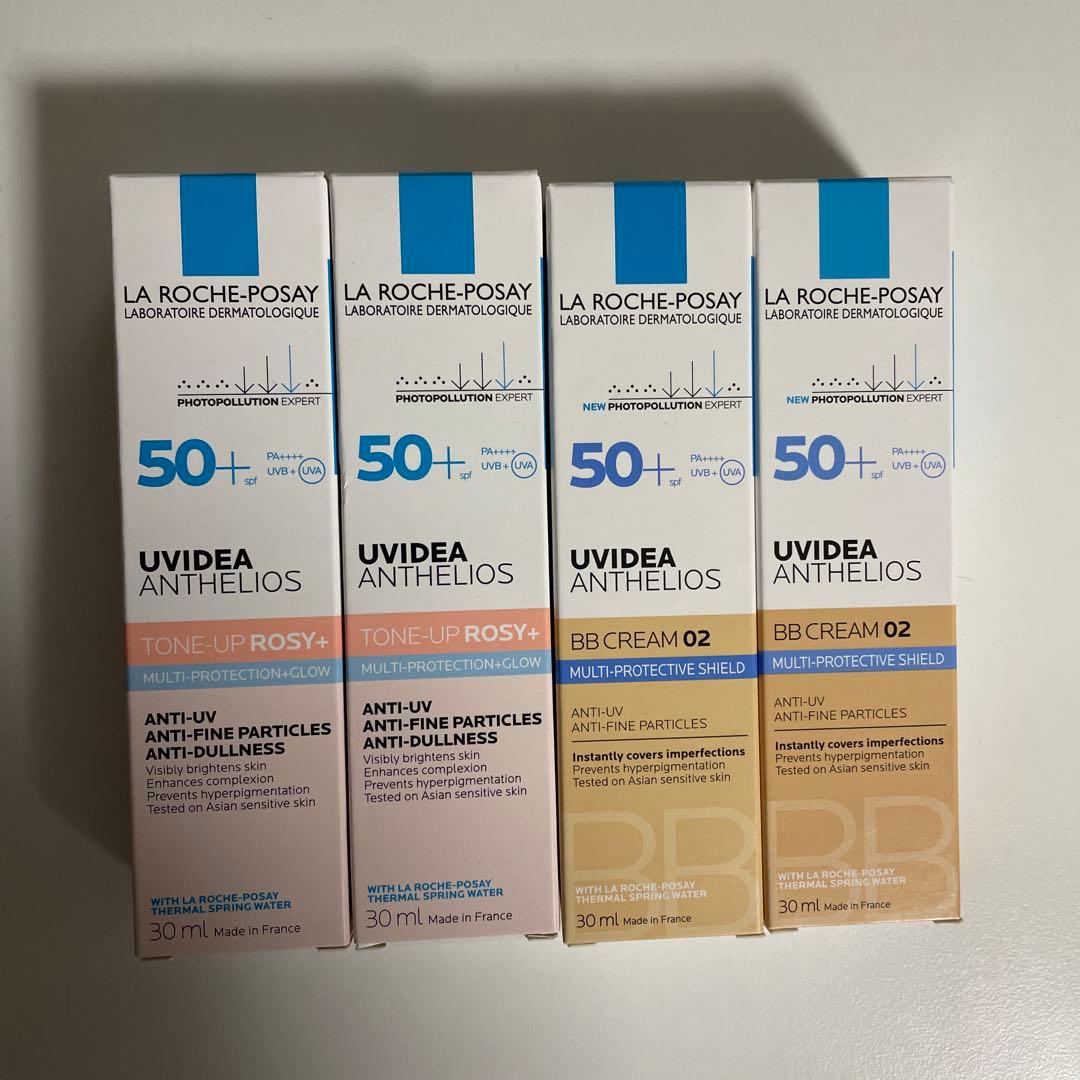 LA ROCHE-POSAY
LABORATOIRE DERMATOLOGIQUE
PHOTOPOLLUTION EXPERT
50+ spf
PA++++
UVB + UVA
UVIDEA
ANTHELIOS
TONE-UP ROSY+
MULTI-PROTECTION+GLOW
ANTI-UV
ANTI-FINE PARTICLES
ANTI-DULLNESS
Visibly brightens skin
Enhances complexion
Prevents hyperpigmentation
Tested on Asian sensitive skin
WITH LA ROCHE-POSAY
THERMAL SPRING WATER
30 ml Made in France
LA ROCHE-POSAY
LABORATOIRE DERMATOLOGIQUE
PHOTOPOLLUTION EXPERT
50+ spf
PA++++
UVB + UVA
UVIDEA
ANTHELIOS
TONE-UP ROSY+
MULTI-PROTECTION+GLOW
ANTI-UV
ANTI-FINE PARTICLES
ANTI-DULLNESS
Visibly brightens skin
Enhances complexion
Prevents hyperpigmentation
Tested on Asian sensitive skin
WITH LA ROCHE-POSAY
THERMAL SPRING WATER
30 ml Made in France
LA ROCHE-POSAY
LABORATOIRE DERMATOLOGIQUE
NEW PHOTOPOLLUTION EXPERT
50+ spf
PA++++
UVB + UVA
UVIDEA
ANTHELIOS
BB CREAM 02
MULTI-PROTECTIVE SHIELD
ANTI-UV
ANTI-FINE PARTICLES
Instantly covers imperfections
Prevents hyperpigmentation
Tested on Asian sensitive skin
BB
WITH LA ROCHE-POSAY
THERMAL SPRING WATER
30 ml Made in France
LA ROCHE-POSAY
LABORATOIRE DERMATOLOGIQUE
NEW PHOTOPOLLUTION EXPERT
50+ spf
PA++++
UVB + UVA
UVIDEA
ANTHELIOS
BB CREAM 02
MULTI-PROTECTIVE SHIELD
ANTI-UV
ANTI-FINE PARTICLES
Instantly covers imperfections
Prevents hyperpigmentation
Tested on Asian sensitive skin
BB
WITH LA ROCHE-POSAY
THERMAL SPRING WATER
30 ml Made in France